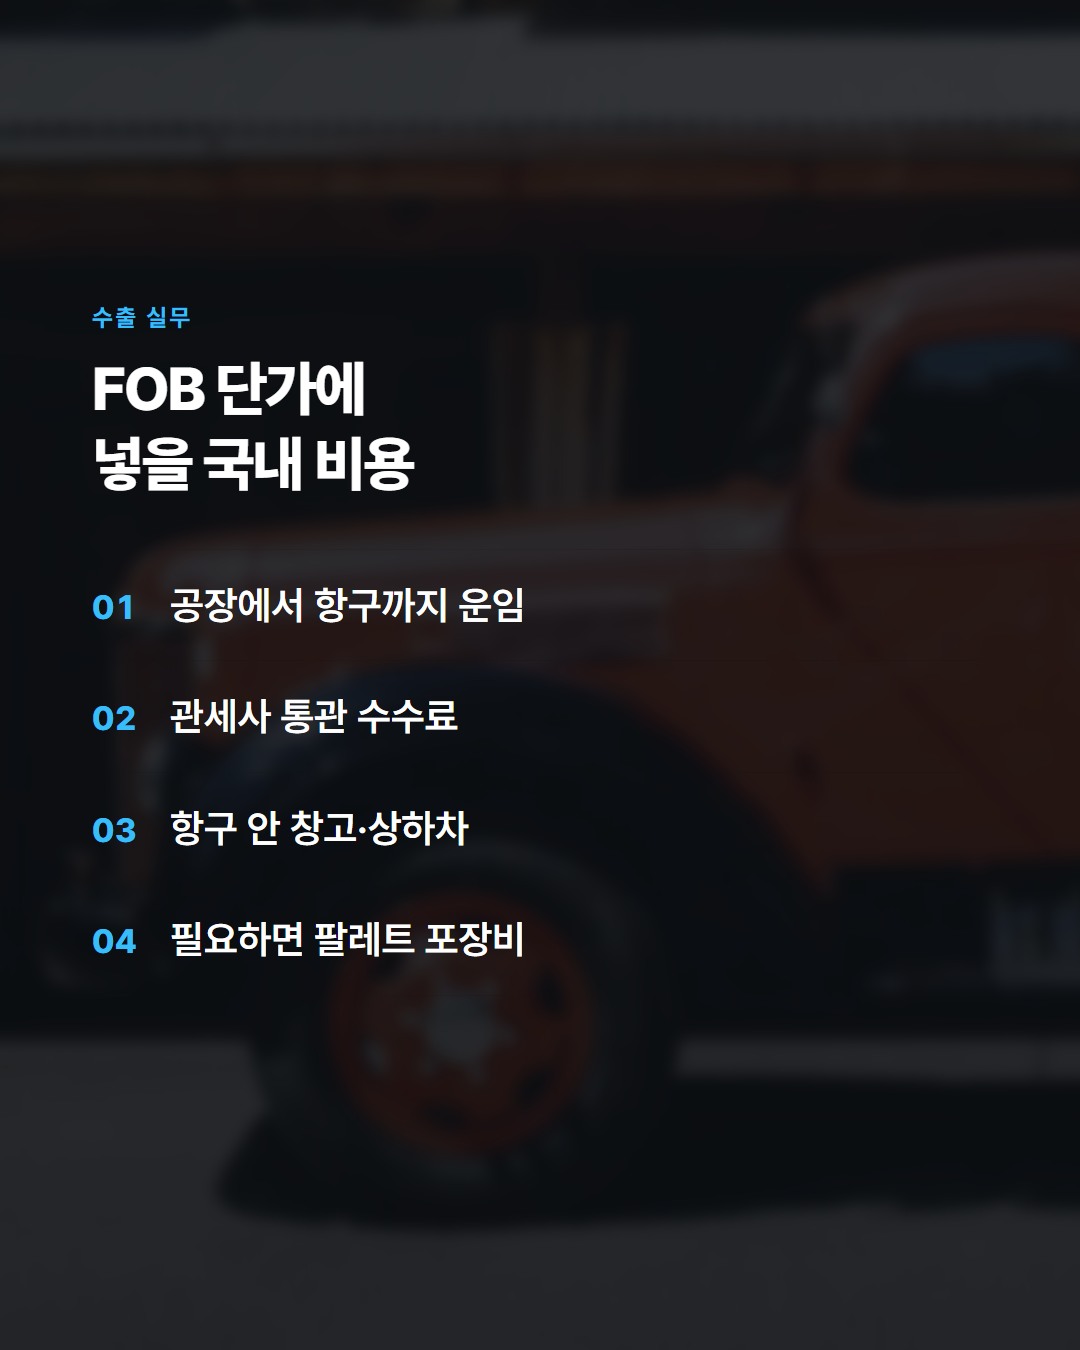 수출 실무
FOB 단가에
넣을 국내 비용
01 공장에서 항구까지 운임
02 관세사 통관 수수료
03 항구 안 창고·상하차
04 필요하면 팔레트 포장비